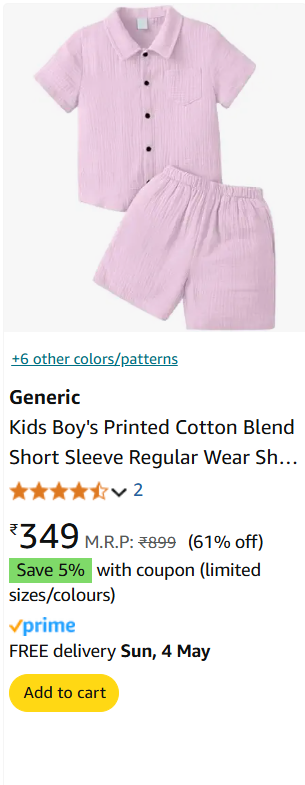 +6 other colors/patterns
Generic
Kids Boy's Printed Cotton Blend
Short Sleeve Regular Wear Sh...
2
₹349 M.R.P: ₹899 (61% off)
Save 5% with coupon (limited
sizes/colours)
prime
FREE delivery Sun, 4 May
Add to cart